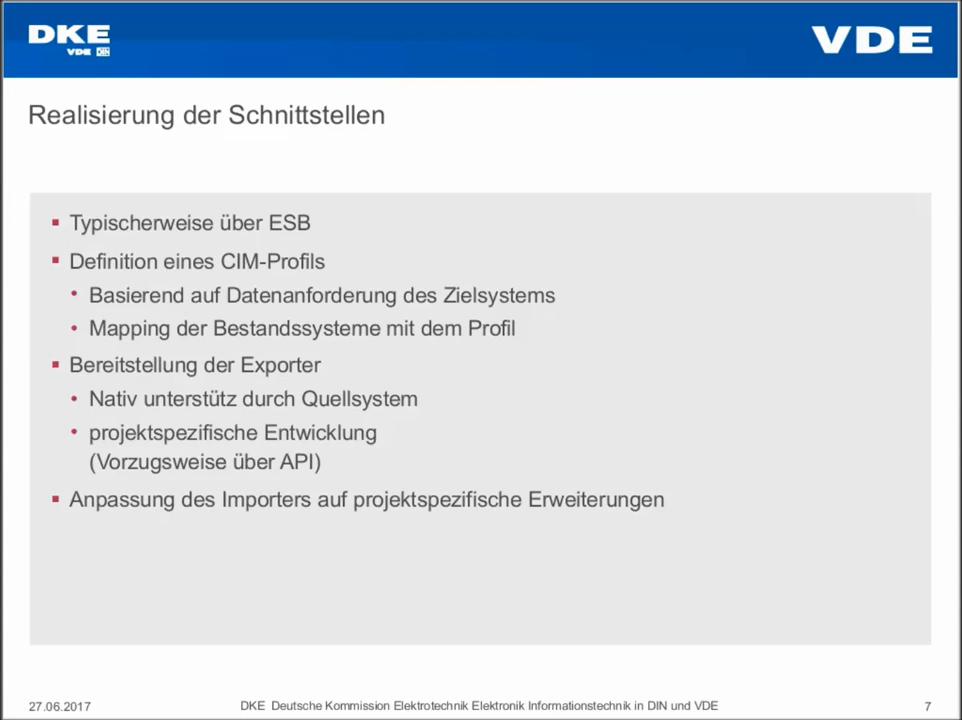 DKE
VDE DIN
VDE
Realisierung der Schnittstellen
Typischerweise über ESB
Definition eines CIM-Profils
Basierend auf Datenanforderung des Zielsystems
Mapping der Bestandssysteme mit dem Profil
Bereitstellung der Exporter
Nativ unterstütz durch Quellsystem
projektspezifische Entwicklung
(Vorzugsweise über API)
Anpassung des Importers auf projektspezifische Erweiterungen
27.06.2017
DKE Deutsche Kommission Elektrotechnik Elektronik Informationstechnik in DIN und VDE
7